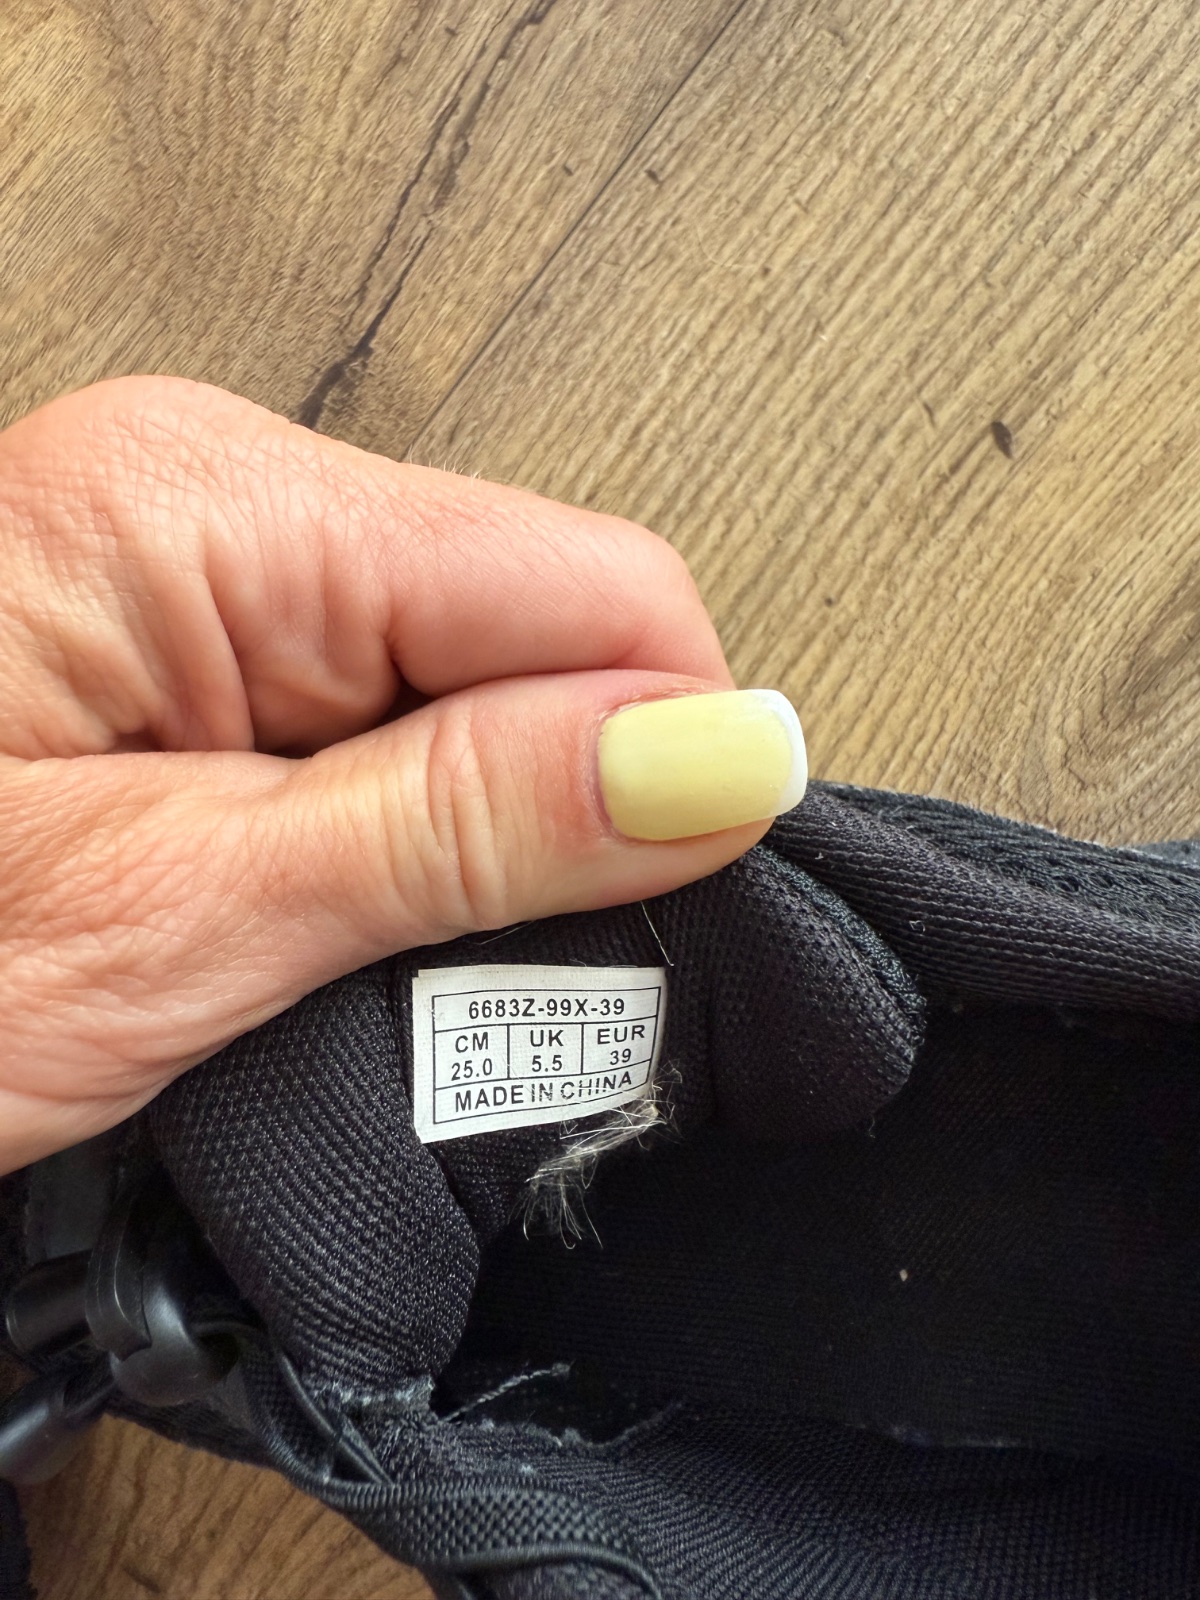 6683Z-99X-39
CM UK EUR
25.0 5.5 39
MADE IN CHINA